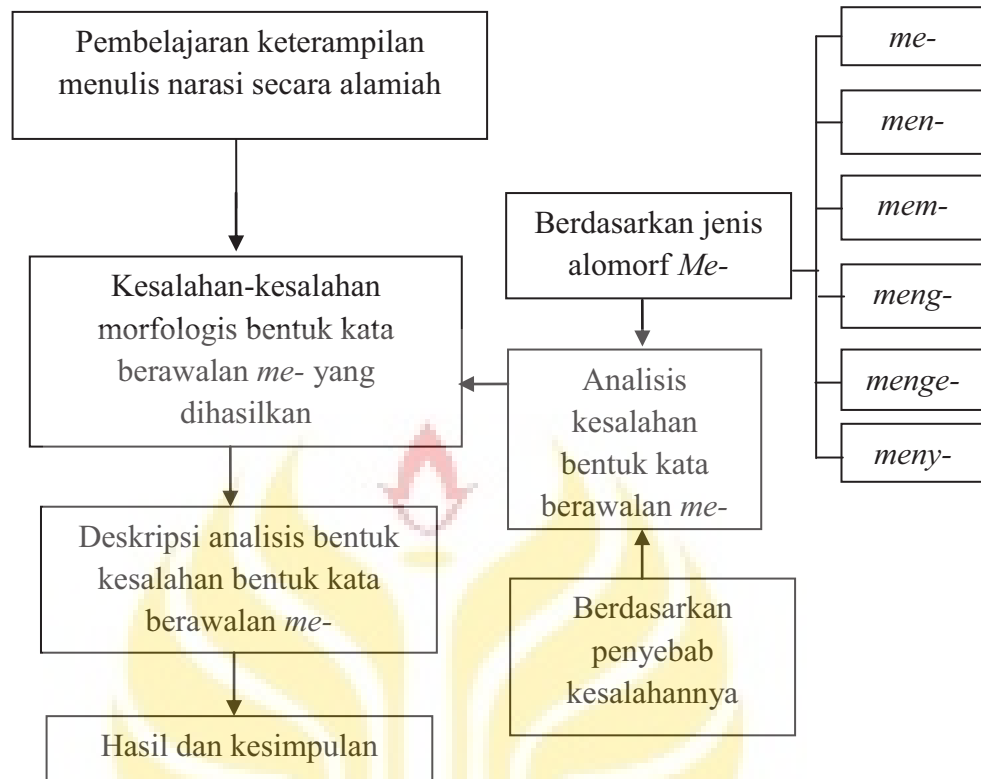 Pembelajaran keterampilan
menulis narasi secara alamiah
Kesalahan-kesalahan
morfologis bentuk kata
berawalan me- yang
dihasilkan
Deskripsi analisis bentuk
kesalahan bentuk kata
berawalan me-
Hasil dan kesimpulan
Berdasarkan jenis
alomorf Me-
Analisis
kesalahan
bentuk kata
berawalan me-
Berdasarkan
penyebab
kesalahannya
me-
men-
mem-
meng-
menge-
meny-